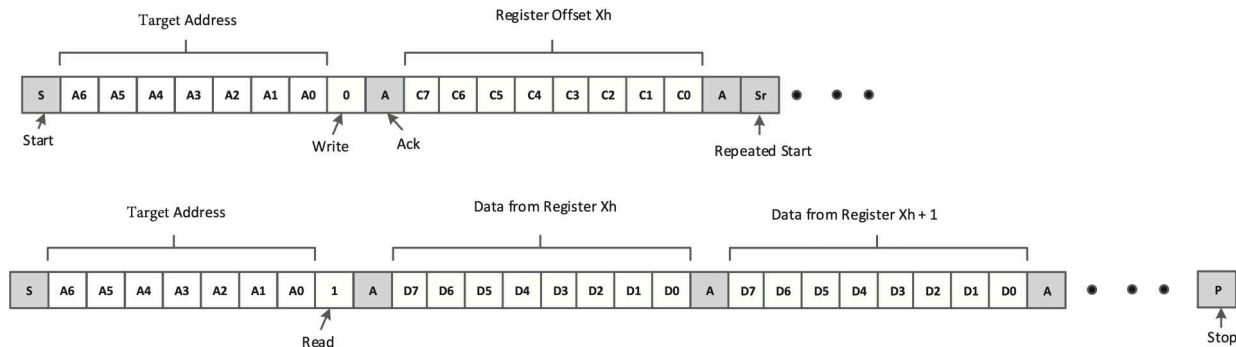 Target Address Register Offset Xh
S A6 A5 A4 A3 A2 A1 A0 0 A C7 C6 C5 C4 C3 C2 C1 C0 A Sr
Start Write Ack Repeated Start
Target Address Data from Register Xh Data from Register Xh + 1
S A6 A5 A4 A3 A2 A1 A0 1 A D7 D6 D5 D4 D3 D2 D1 D0 A D7 D6 D5 D4 D3 D2 D1 D0 A P
Read Stop